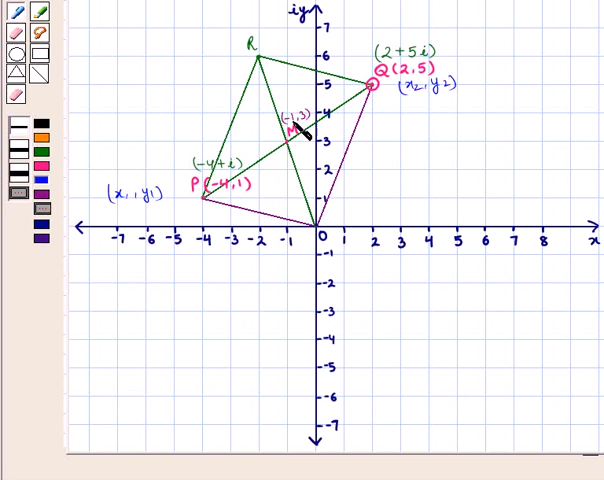 iy
7
R
6
(2+5i)
Q(2,5)
5
(x2,y2)
4
(-1,3)
M
3
(-4+i)
2
P(-4,1)
(x1,y1)
1
-7 -6 -5 -4 -3 -2 -1 0 1 2 3 4 5 6 7 8 x
-1
-2
-3
-4
-5
-6
-7